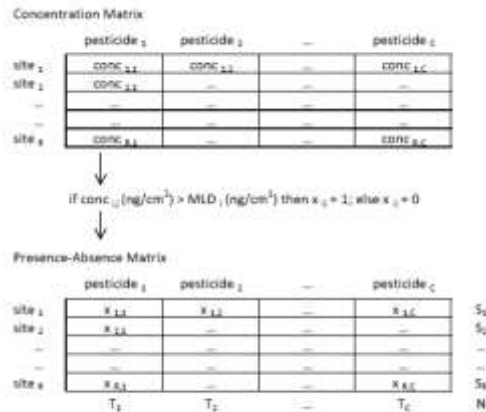 Concentration Matrix
pesticide 1 pesticide 2 ... pesticide C
site 1 conc 1,1 conc 1,2 ... conc 1,C
site 2 conc 2,1 ... ... ...
... ... ... ... ...
... ... ... ... ...
site R conc R,1 ... ... conc R,C
if conc i,j (ng/cm²) > MLD j (ng/cm²) then x ij = 1; else x ij = 0
Presence-Absence Matrix
pesticide 1 pesticide 2 ... pesticide C
site 1 x 1,1 x 1,2 ... x 1,C S1
site 2 x 2,1 ... ... ... S2
... ... ... ... ... ...
... ... ... ... ... ...
site R x R,1 ... ... x R,C SR
T1 T2 ... TC N